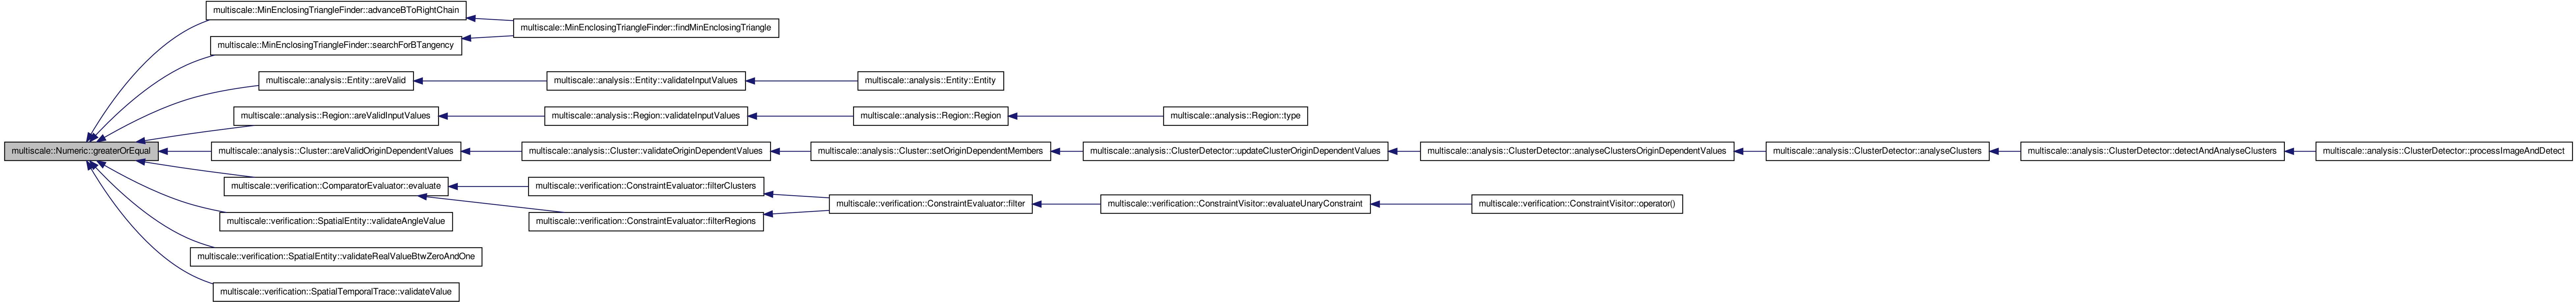 multiscale::MinEnclosingTriangleFinder::advanceBToRightChain
multiscale::MinEnclosingTriangleFinder::findMinEnclosingTriangle
multiscale::MinEnclosingTriangleFinder::searchForBTangency
multiscale::analysis::Entity::areValid
multiscale::analysis::Entity::validateInputValues
multiscale::analysis::Entity::Entity
multiscale::analysis::Region::areValidInputValues
multiscale::analysis::Region::validateInputValues
multiscale::analysis::Region::Region
multiscale::analysis::Region::type
multiscale::Numeric::greaterOrEqual
multiscale::analysis::Cluster::areValidOriginDependentValues
multiscale::analysis::Cluster::validateOriginDependentValues
multiscale::analysis::Cluster::setOriginDependentMembers
multiscale::analysis::ClusterDetector::updateClusterOriginDependentValues
multiscale::analysis::ClusterDetector::analyseClustersOriginDependentValues
multiscale::analysis::ClusterDetector::analyseClusters
multiscale::analysis::ClusterDetector::detectAndAnalyseClusters
multiscale::analysis::ClusterDetector::processImageAndDetect
multiscale::verification::ComparatorEvaluator::evaluate
multiscale::verification::ConstraintEvaluator::filterClusters
multiscale::verification::ConstraintEvaluator::filter
multiscale::verification::ConstraintVisitor::evaluateUnaryConstraint
multiscale::verification::ConstraintVisitor::operator()
multiscale::verification::SpatialEntity::validateAngleValue
multiscale::verification::ConstraintEvaluator::filterRegions
multiscale::verification::SpatialEntity::validateRealValueBtwZeroAndOne
multiscale::verification::SpatialTemporalTrace::validateValue